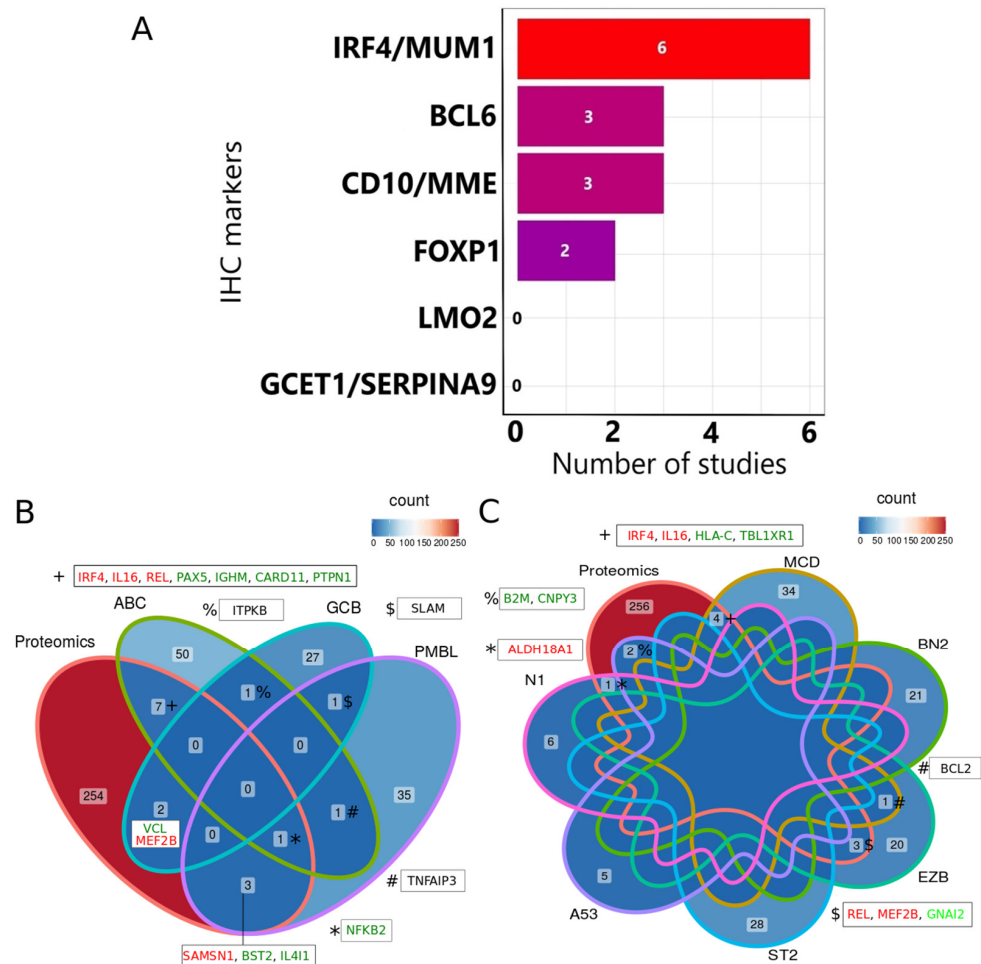 A
IHC markers
IRF4/MUM1
6
BCL6
3
CD10/MME
3
FOXP1
2
LMO2
0
GCET1/SERPINA9
0
0 2 4 6
Number of studies
B
count
0 50 100 150 200 250
+ IRF4, IL16, REL, PAX5, IGHM, CARD11, PTPN1
ABC
% ITPKB
GCB
$ SLAM
Proteomics
PMBL
50
27
7 +
1 %
1 $
0
0
254
0
35
2
VCL
MEF2B
0
1 *
1 #
3
# TNFAIP3
* NFKB2
SAMSN1, BST2, IL4I1
C
count
0 50 100 150 200 250
+ IRF4, IL16, HLA-C, TBL1XR1
Proteomics
MCD
% B2M, CNPY3
* ALDH18A1
N1
BN2
256
34
4 +
2 %
1 *
21
6
# BCL2
1 #
3 $
20
5
28
EZB
A53
ST2
$ REL, MEF2B, GNAI2